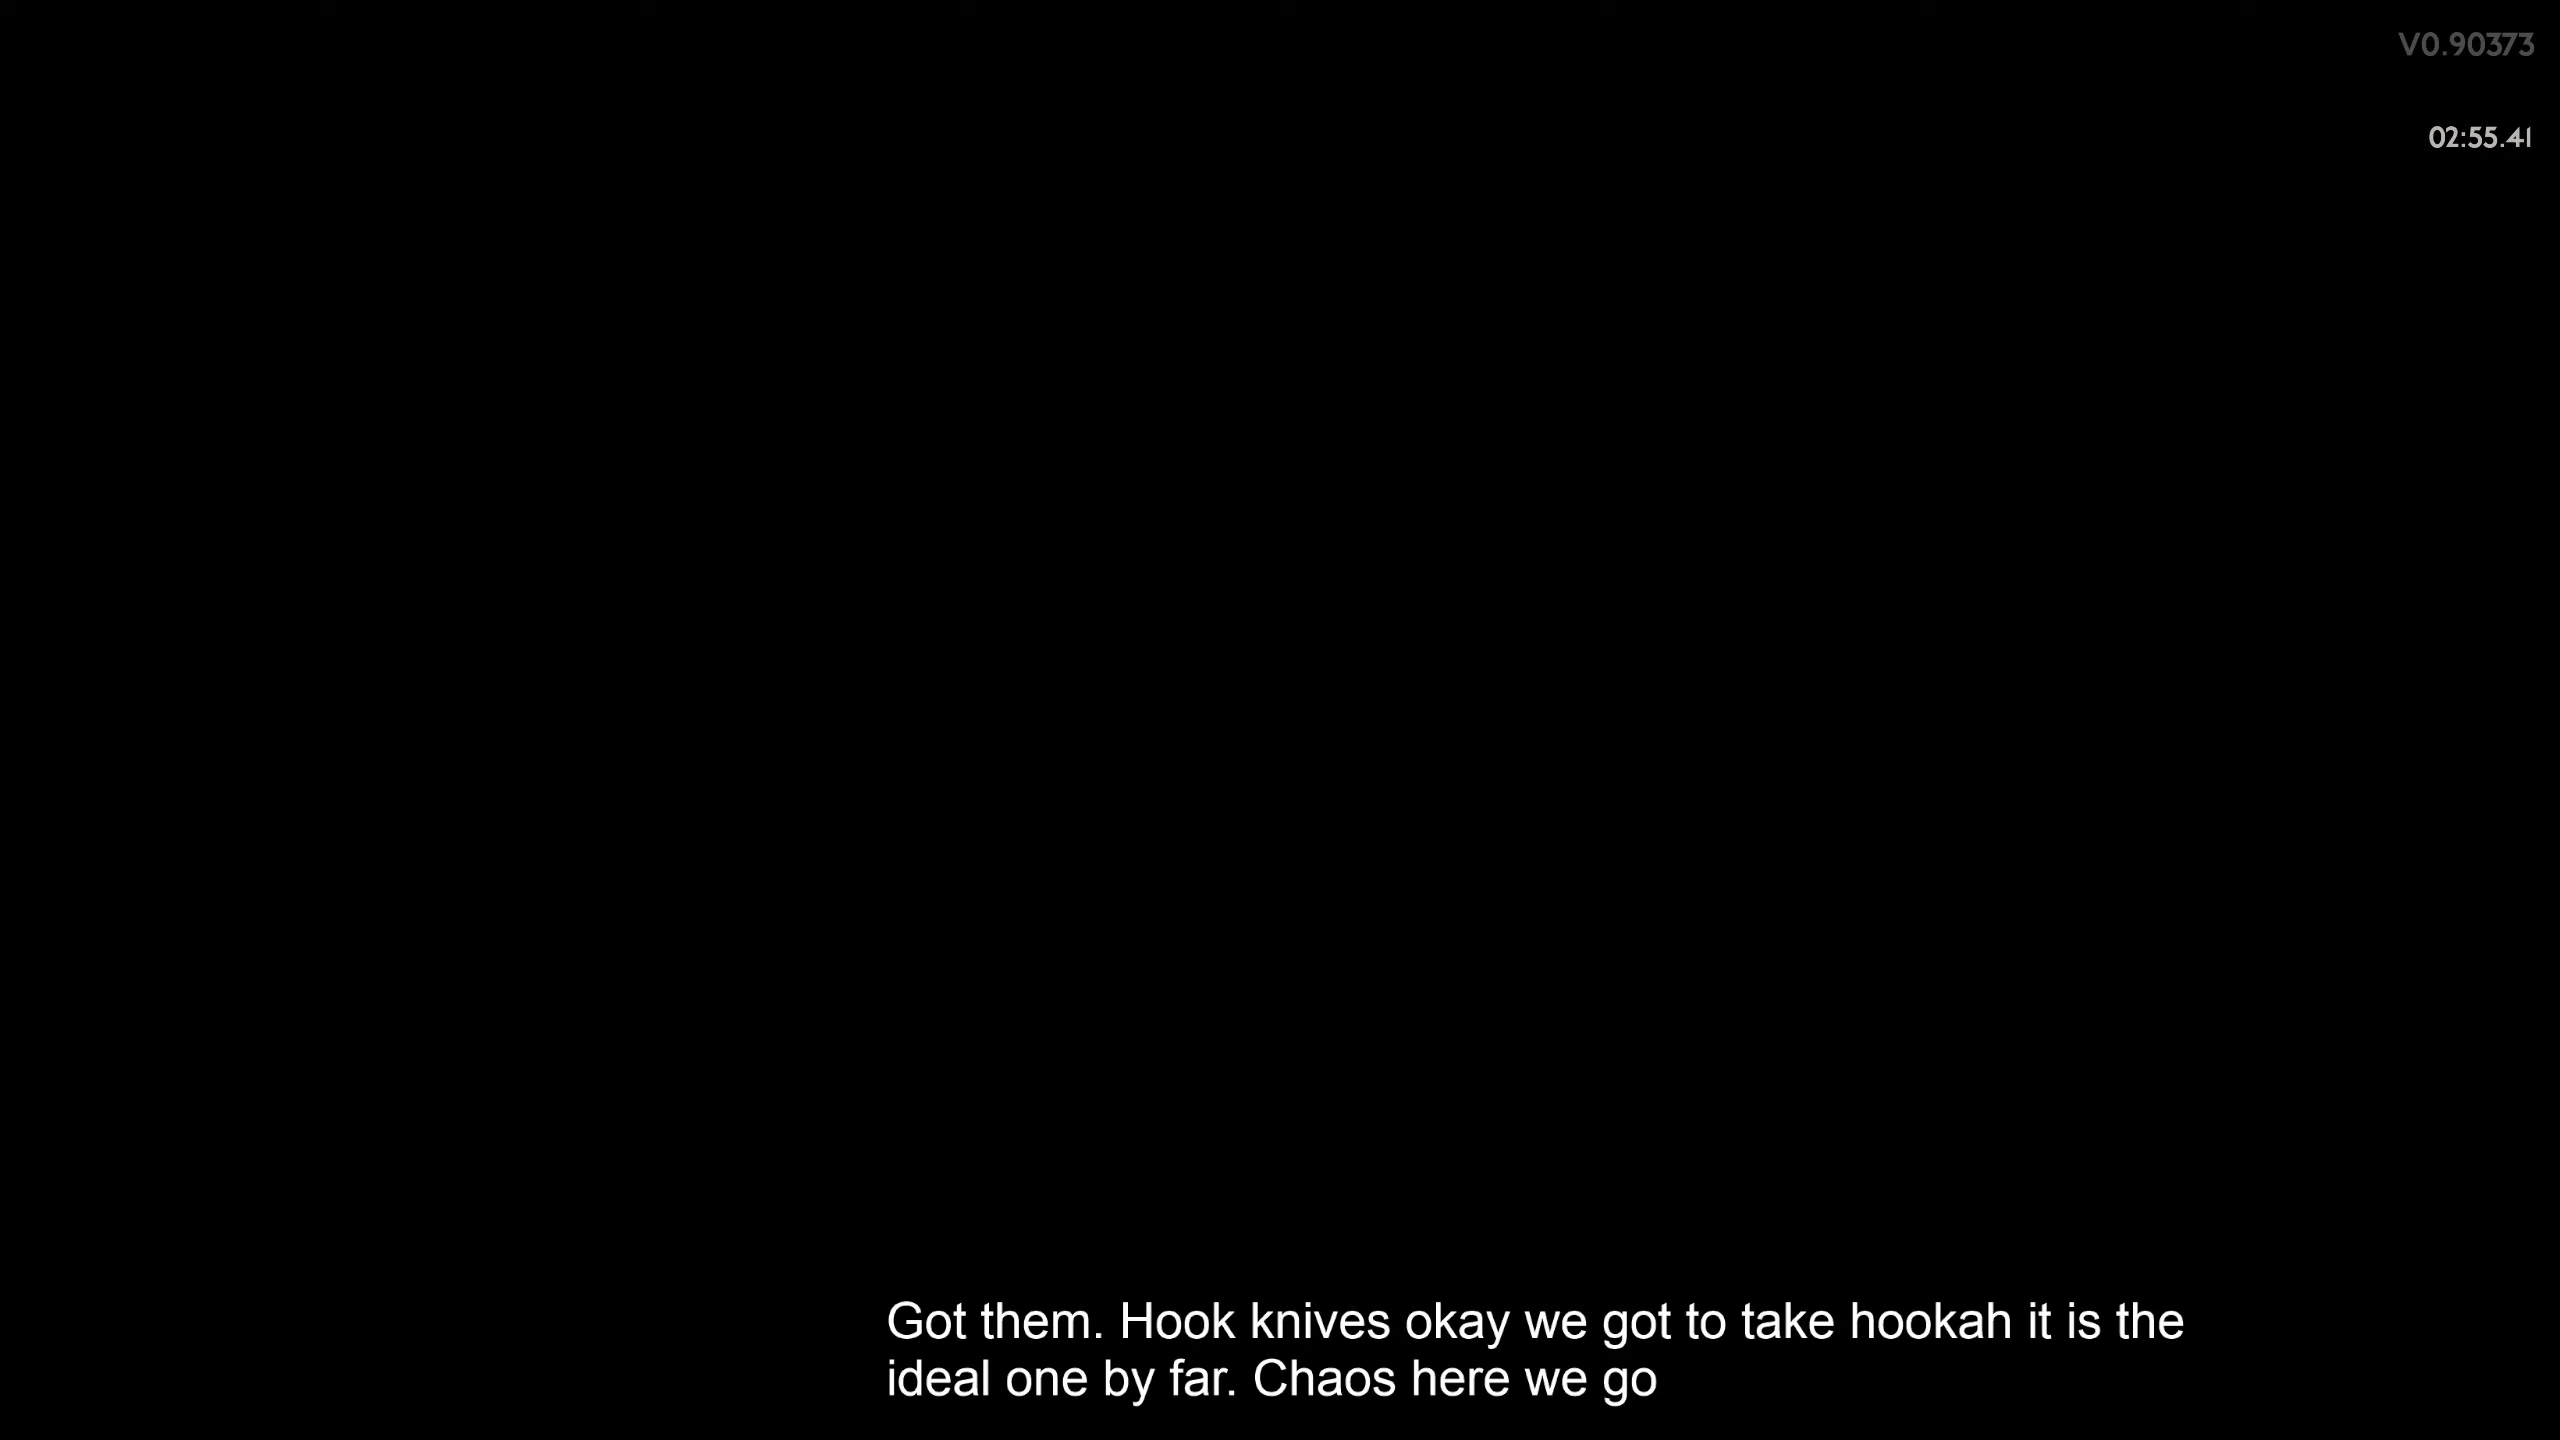 V0.90373
02:55.41
Got them. Hook knives okay we got to take hookah it is the
ideal one by far. Chaos here we go